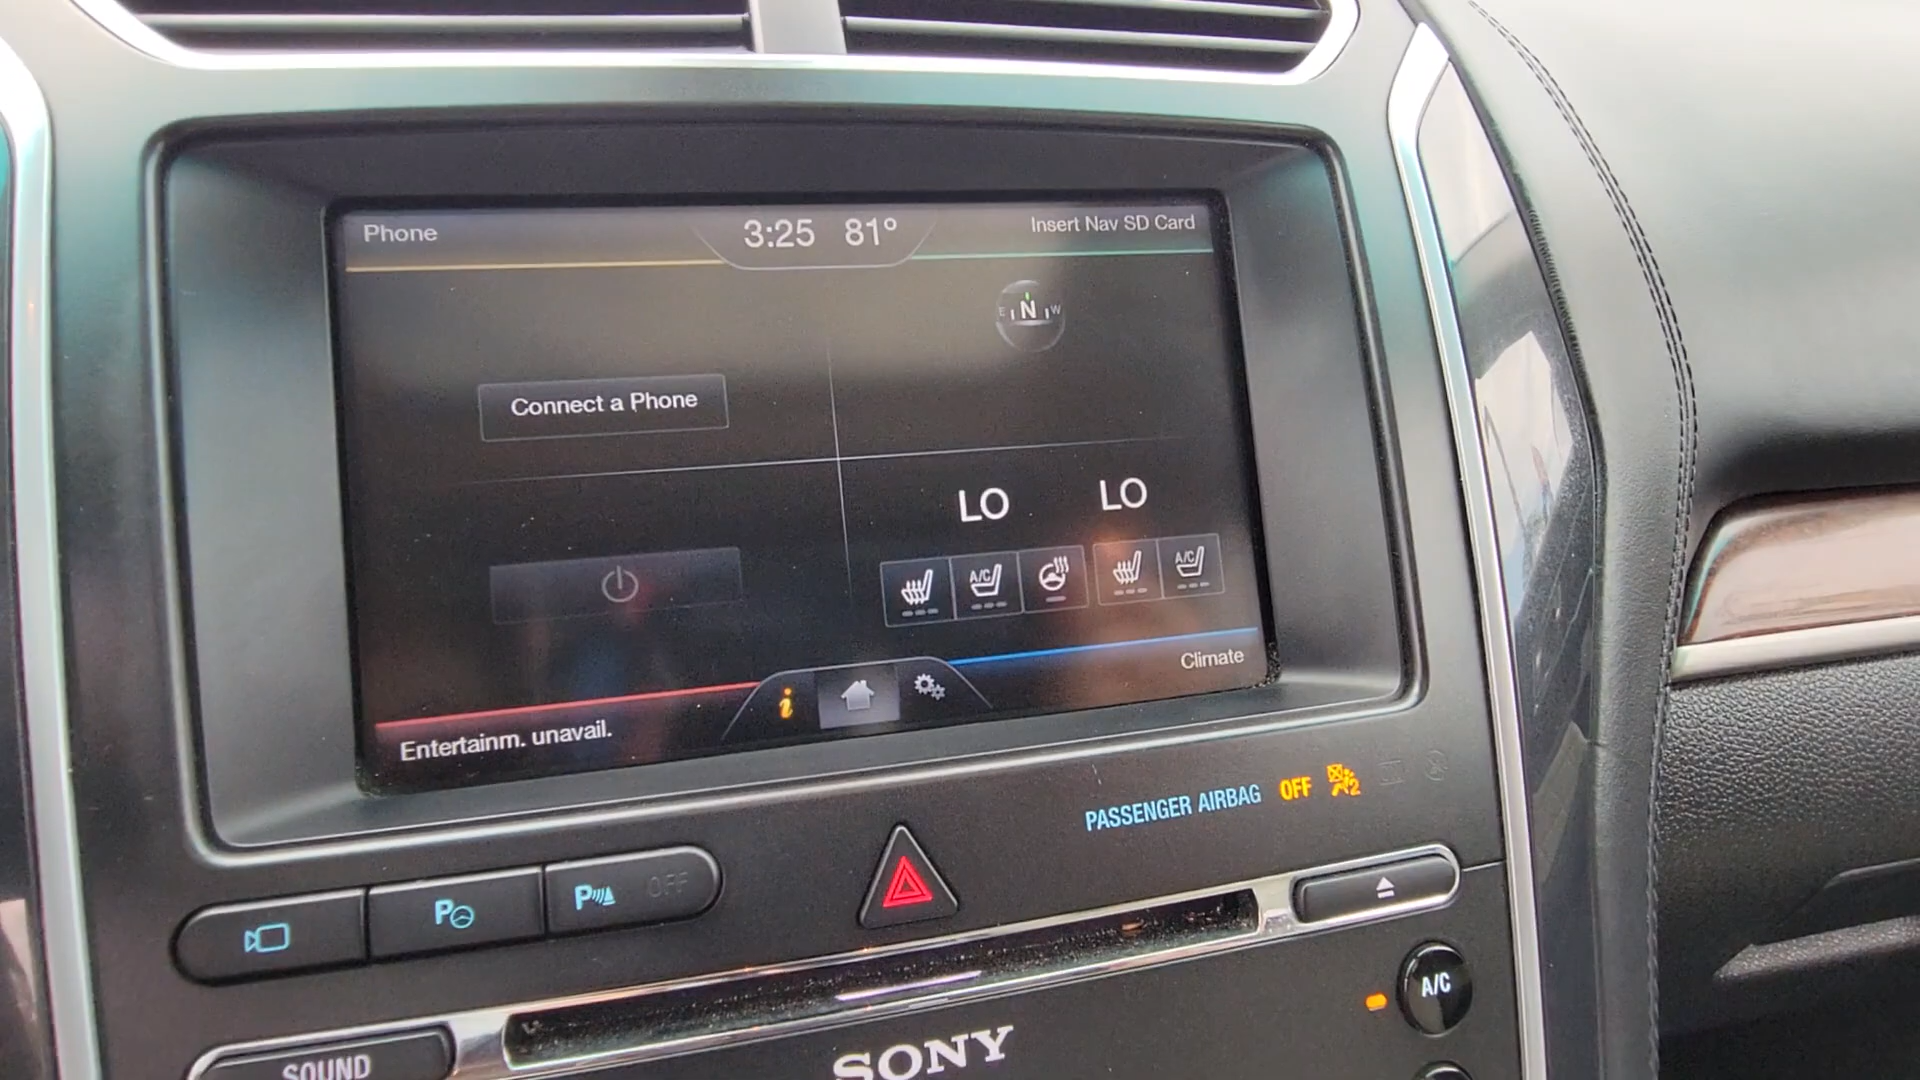 Phone
3:25 81°
Insert Nav SD Card
E N W
Connect a Phone
LO LO
A/C A/C
Climate
i
Entertainm. unavail.
PASSENGER AIRBAG OFF 2
P P OFF
A/C
SOUND
SONY